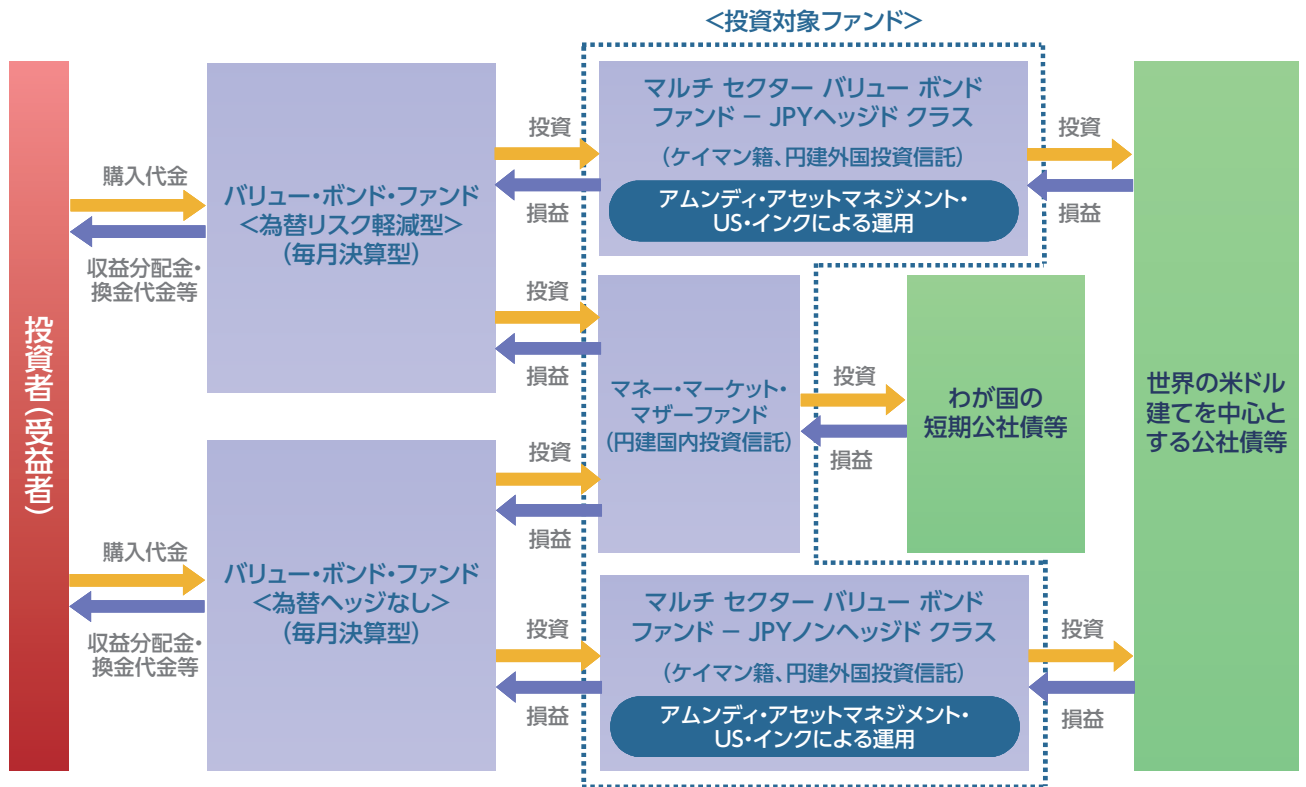 <投資対象ファンド>
投資者(受益者)
購入代金
収益分配金・
換金代金等
バリュー・ボンド・ファンド
<為替リスク軽減型>
(毎月決算型)
投資
損益
マルチ セクター バリュー ボンド
ファンド − JPYヘッジド クラス
(ケイマン籍、円建外国投資信託)
アムンディ・アセットマネジメント・
US・インクによる運用
投資
損益
投資
損益
マネー・マーケット・
マザーファンド
(円建国内投資信託)
投資
損益
わが国の
短期公社債等
世界の米ドル
建てを中心と
する公社債等
投資
損益
購入代金
収益分配金・
換金代金等
バリュー・ボンド・ファンド
<為替ヘッジなし>
(毎月決算型)
投資
損益
マルチ セクター バリュー ボンド
ファンド − JPYノンヘッジド クラス
(ケイマン籍、円建外国投資信託)
アムンディ・アセットマネジメント・
US・インクによる運用
投資
損益